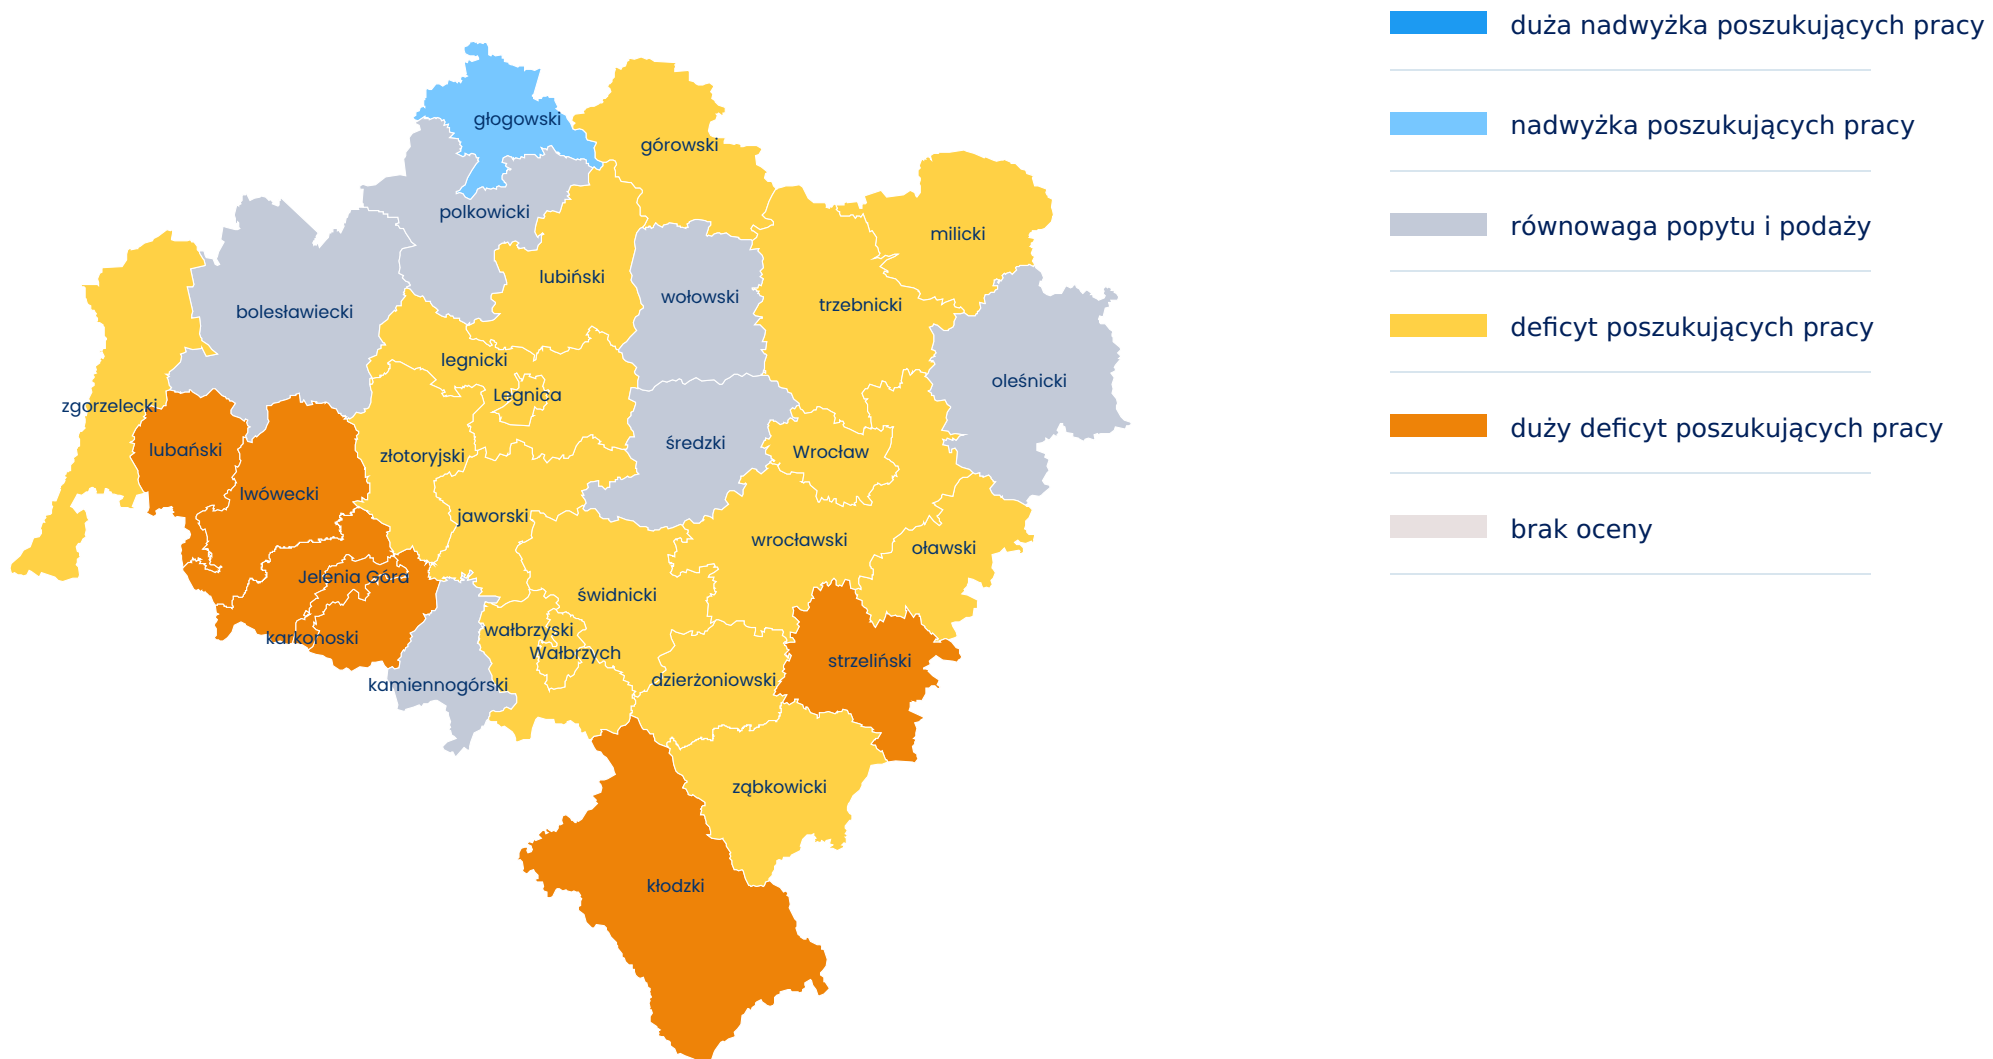 duża nadwyżka poszukujących pracy
nadwyżka poszukujących pracy
równowaga popytu i podaży
deficyt poszukujących pracy
duży deficyt poszukujących pracy
brak oceny
głogowski
górowski
polkowicki
milicki
lubiński
wołowski
trzebnicki
bolesławiecki
legnicki
oleśnicki
Legnica
zgorzelecki
średzki
lubański
Wrocław
złotoryjski
lwówecki
jaworski
wrocławski
oławski
Jelenia Góra
świdnicki
wałbrzyski
karkonoski
Wałbrzych
strzeliński
dzierżoniowski
kamiennogórski
ząbkowicki
kłodzki